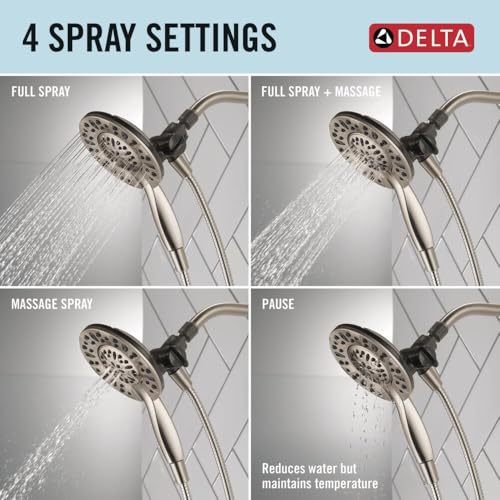 4 SPRAY SETTINGS
DELTA
FULL SPRAY
FULL SPRAY + MASSAGE
MASSAGE SPRAY
PAUSE
Reduces water but
maintains temperature